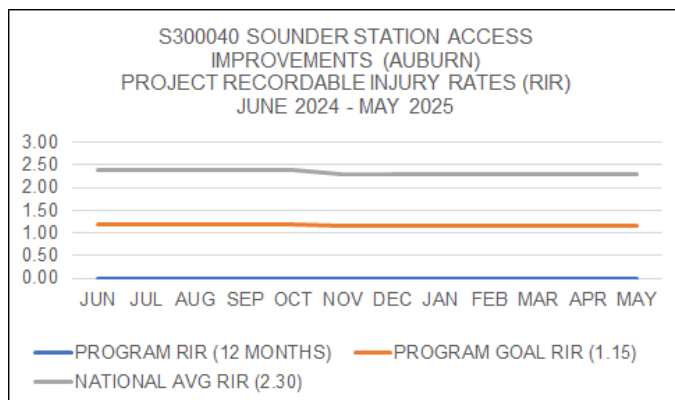 S300040 SOUNDER STATION ACCESS
IMPROVEMENTS (AUBURN)
PROJECT RECORDABLE INJURY RATES (RIR)
JUNE 2024 - MAY 2025
3.00
2.50
2.00
1.50
1.00
0.50
0.00
JUN JUL AUG SEP OCT NOV DEC JAN FEB MAR APR MAY
PROGRAM RIR (12 MONTHS) PROGRAM GOAL RIR (1.15)
NATIONAL AVG RIR (2.30)